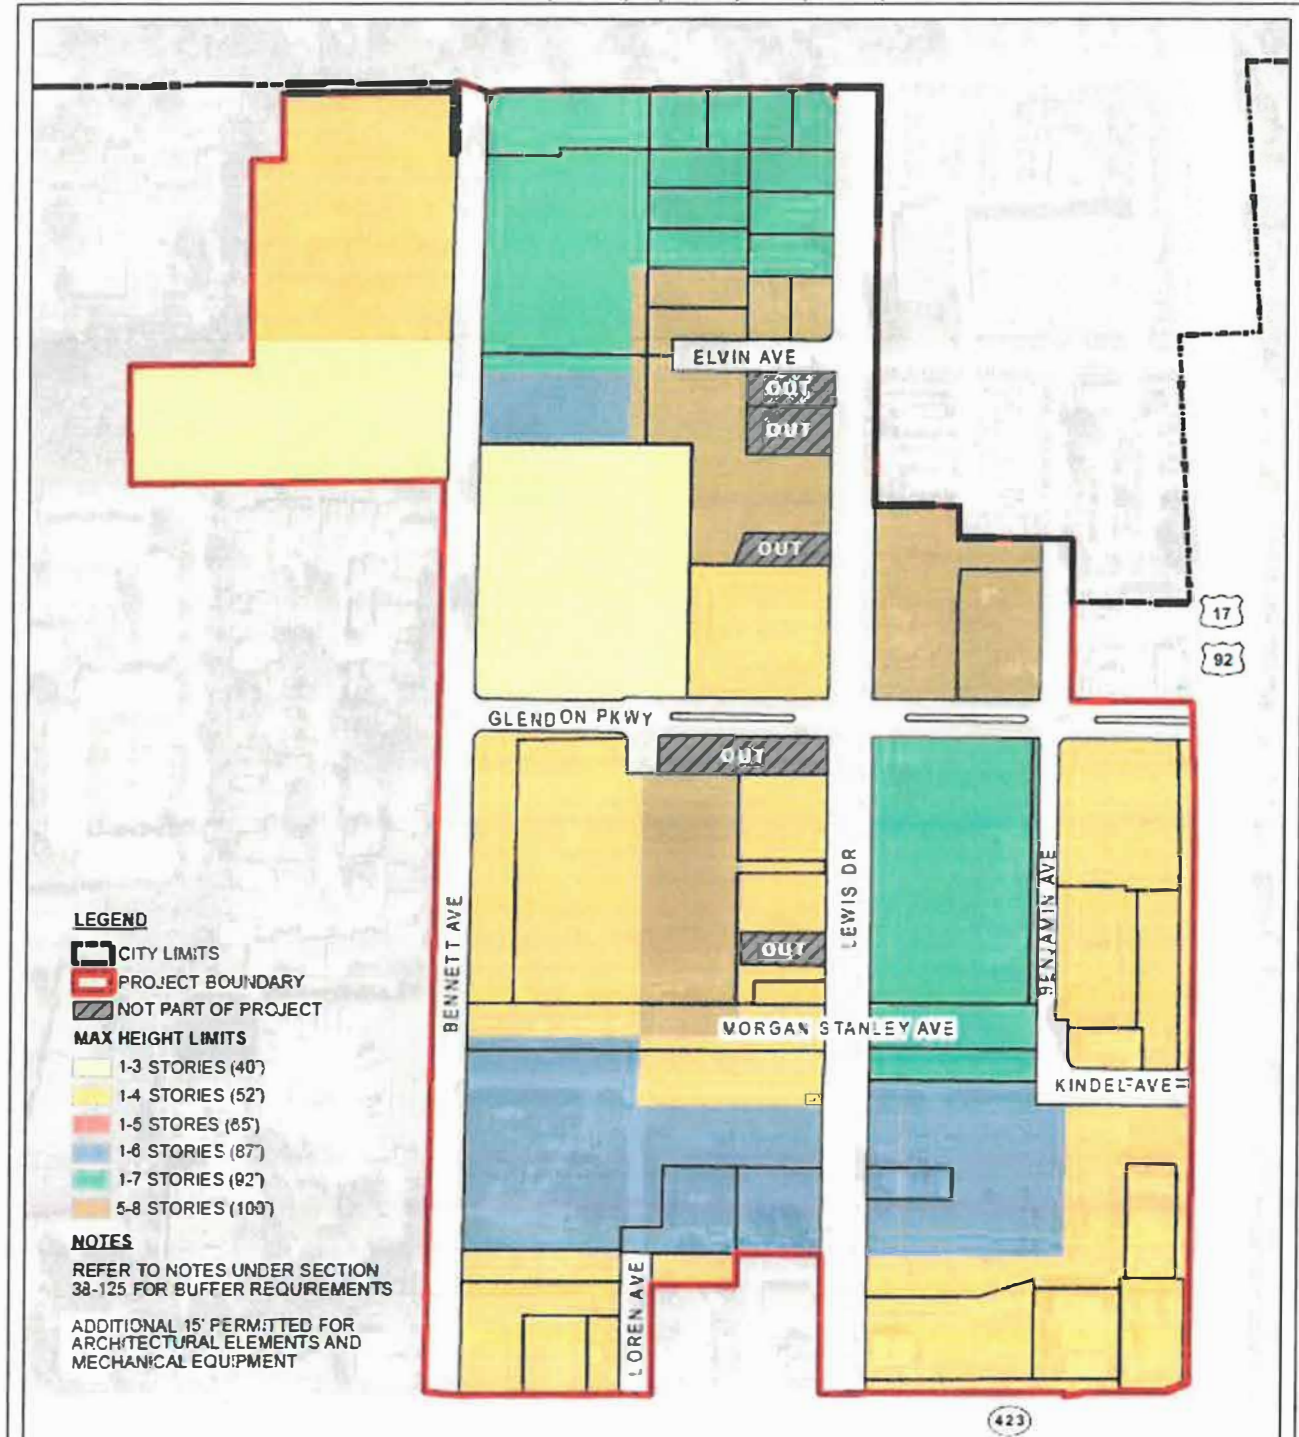 ELVIN AVE
OUT
OUT
OUT
17
92
GLENDON PKWY
OUT
LEWIS DR
BENJAMIN AVE
BENNETT AVE
OUT
MORGAN STANLEY AVE
KINDEL AVE
LOREN AVE
423
LEGEND
CITY LIMITS
PROJECT BOUNDARY
NOT PART OF PROJECT
MAX HEIGHT LIMITS
1-3 STORIES (40')
1-4 STORIES (52')
1-5 STORES (65')
1-6 STORIES (87')
1-7 STORIES (92')
5-8 STORIES (100')
NOTES
REFER TO NOTES UNDER SECTION
38-125 FOR BUFFER REQUIREMENTS
ADDITIONAL 15' PERMITTED FOR
ARCHITECTURAL ELEMENTS AND
MECHANICAL EQUIPMENT